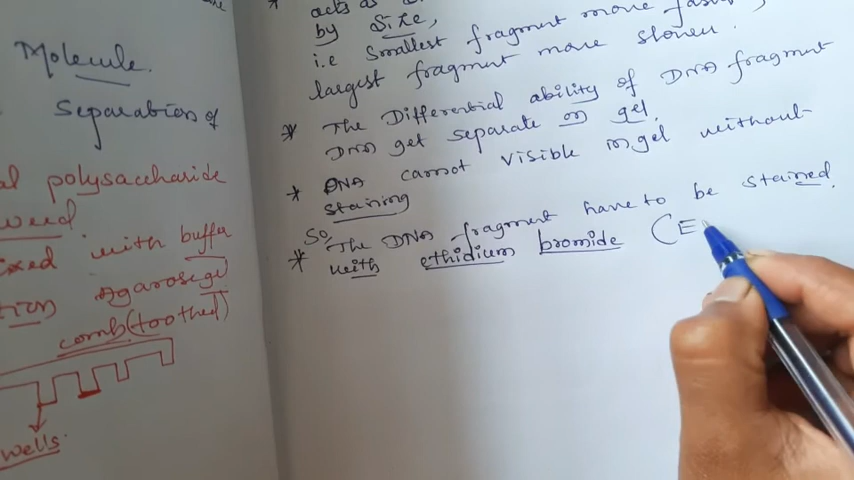 Molecule.
Separation of
al polysaccharide
weed
ixed with buffer
tion agarose gel
comb (toothed)
wells.
acts as
by size,
i.e smallest fragment move faster,
largest fragment move slower.
* The Differential ability of DNA fragment
DNA get separate on gel.
* DNA cannot visible in gel without
staining
So,
* The DNA fragment have to be stained
with ethidium bromide (E